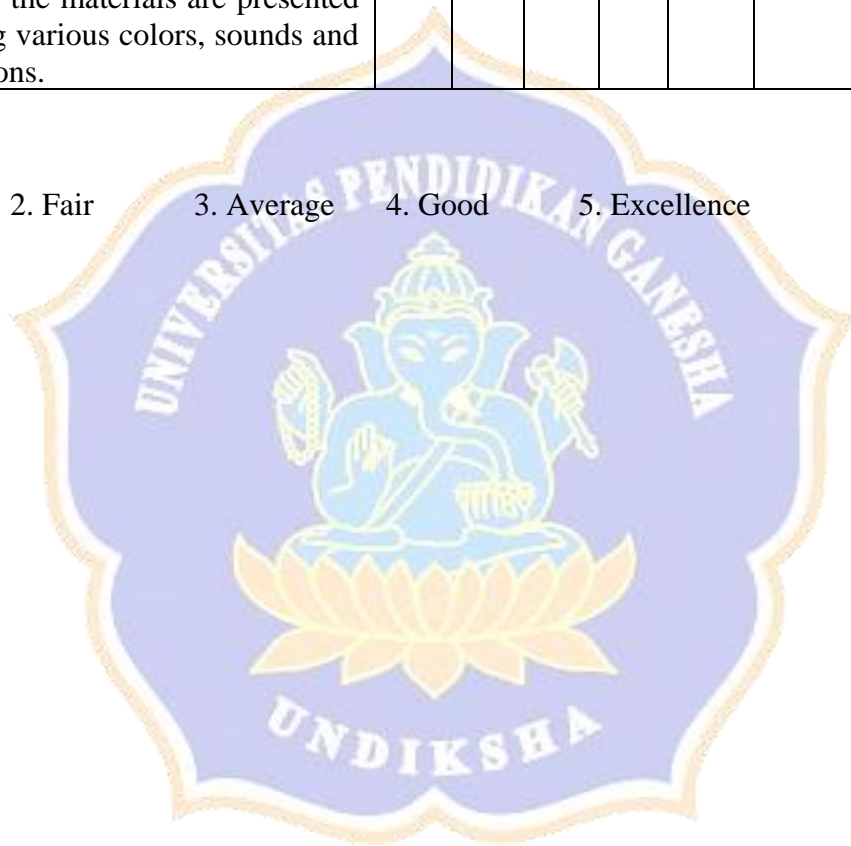 the materials are presented
various colors, sounds and
2. Fair 3. Average 4. Good 5. Excellence
UNIVERSITAS PENDIDIKAN GANESHA
UNDIKSHA